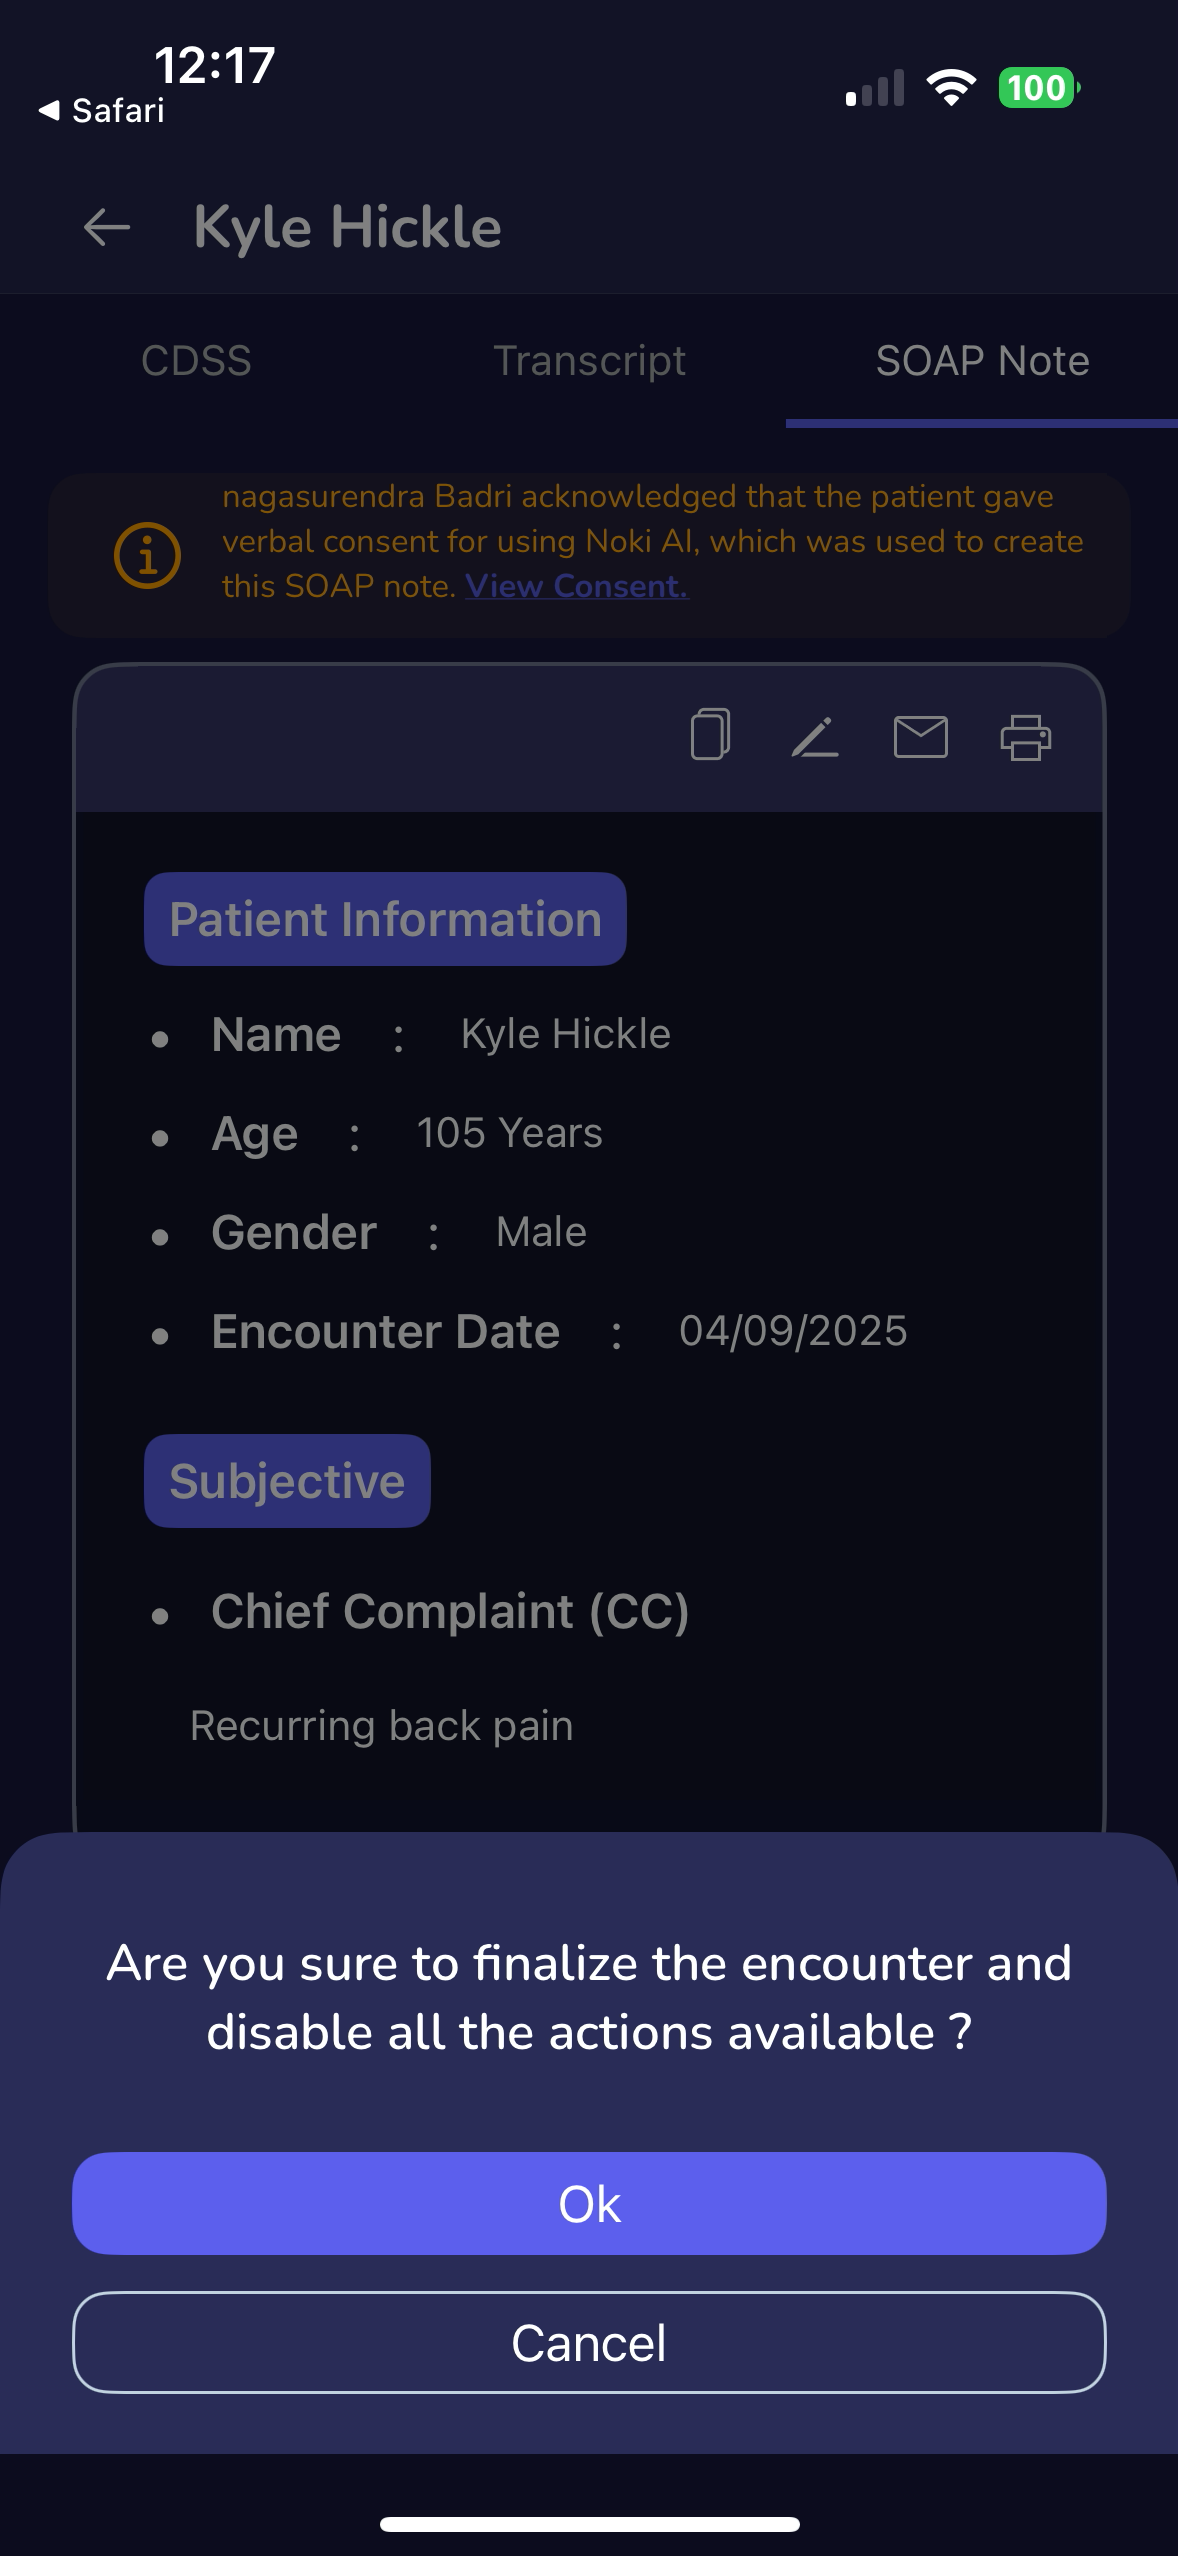 12:17
Safari
100
Kyle Hickle
CDSS
Transcript
SOAP Note
nagasurendra Badri acknowledged that the patient gave
verbal consent for using Noki AI, which was used to create
this SOAP note. View Consent.
Patient Information
Name : Kyle Hickle
Age : 105 Years
Gender : Male
Encounter Date : 04/09/2025
Subjective
Chief Complaint (CC)
Recurring back pain
Are you sure to finalize the encounter and
disable all the actions available ?
Ok
Cancel